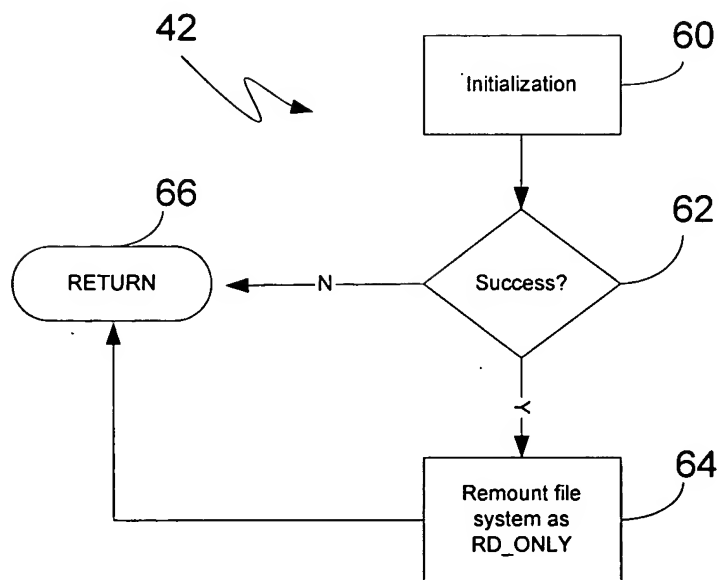 42
60
Initialization
66
62
RETURN
N
Success?
Y
64
Remount file
system as
RD_ONLY